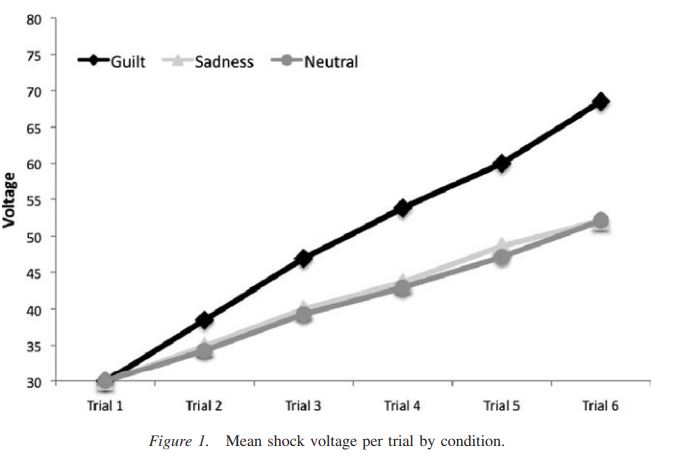 80
75
Guilt Sadness Neutral
70
65
60
55
50
45
40
35
30
Voltage
Trial 1 Trial 2 Trial 3 Trial 4 Trial 5 Trial 6
Figure 1. Mean shock voltage per trial by condition.